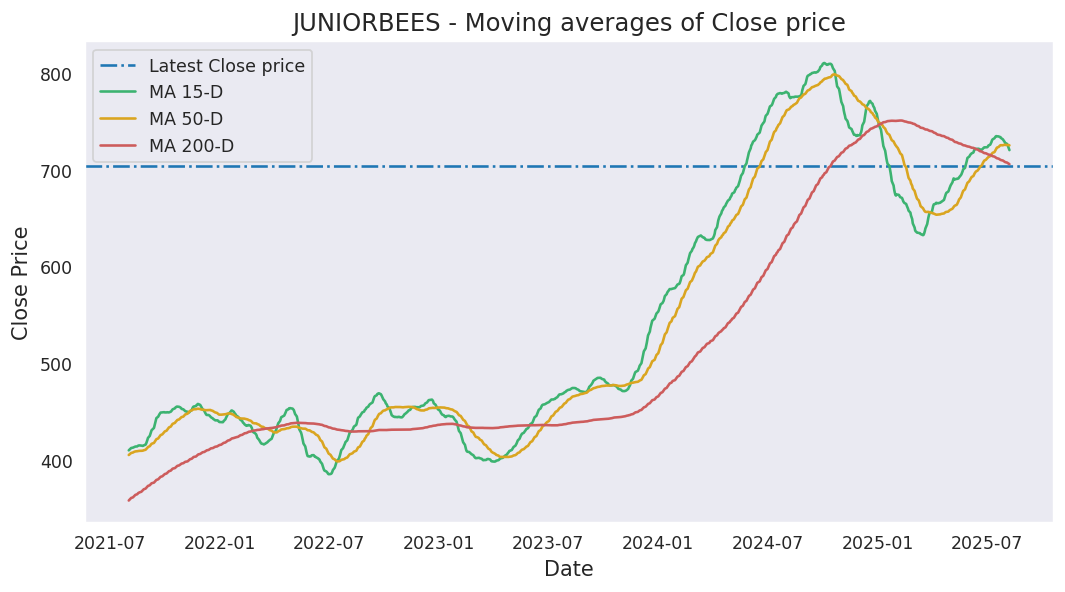 JUNIORBEES - Moving averages of Close price
Latest Close price
MA 15-D
MA 50-D
MA 200-D
Close Price
800
700
600
500
400
2021-07 2022-01 2022-07 2023-01 2023-07 2024-01 2024-07 2025-01 2025-07
Date